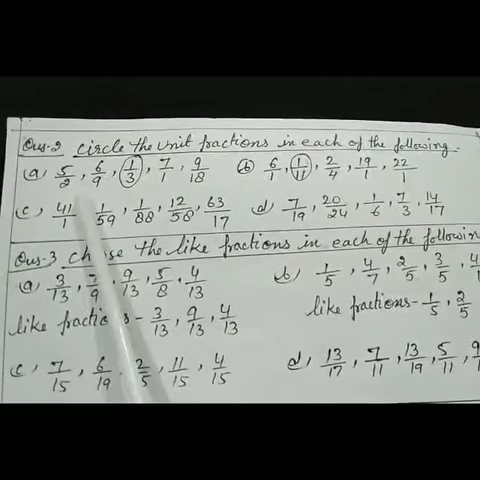 Ous-2 circle the unit fractions in each of the following.
(a) 5/2, 6/9, 1/3, 7/1, 9/18 (b) 6/1, 1/11, 2/4, 19/1, 22/1
(c, 41/1 1/59, 1/88, 12/58, 63/17 (d, 7/19, 20/24, 1/6, 7/3, 14/17
Ous-3 the like fractions in each of the
(a) 3/13, 7/9, 9/13, 5/8, 4/13 b) 1/5, 4/7, 2/5, 3/5,
like fractions - 3/13, 9/13, 4/13 like fractions - 1/5, 2/5
(c, 7/15, 6/19, 2/5, 11/15, 4/15 d, 13/17, 7/11, 13/19, 5/11,